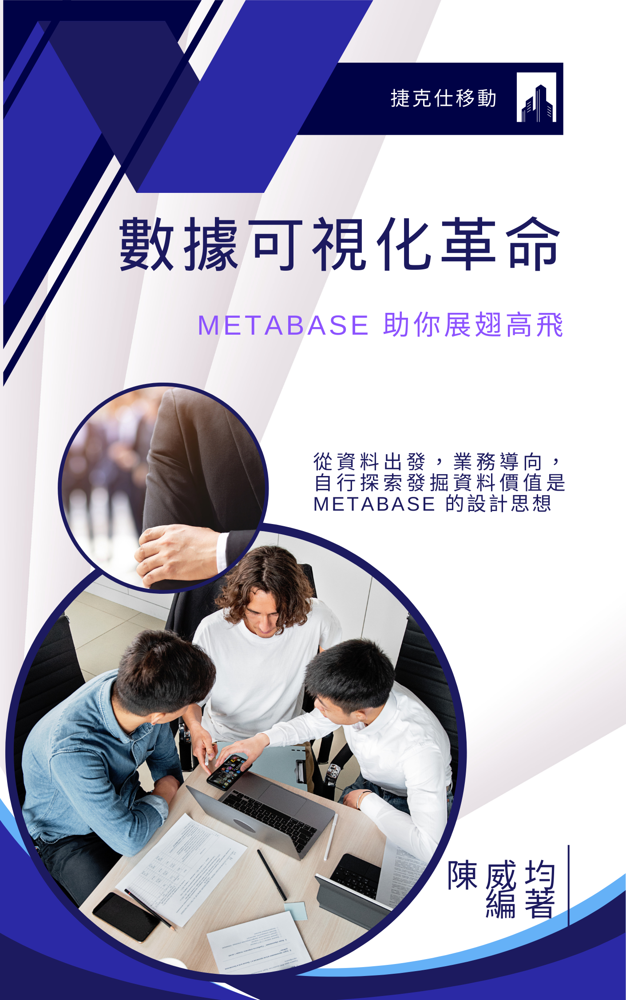 捷克仕移動
數據可視化革命
METABASE 助你展翅高飛
從資料出發，業務導向，
自行探索發掘資料價值是
METABASE 的設計思想
陳威均
編著